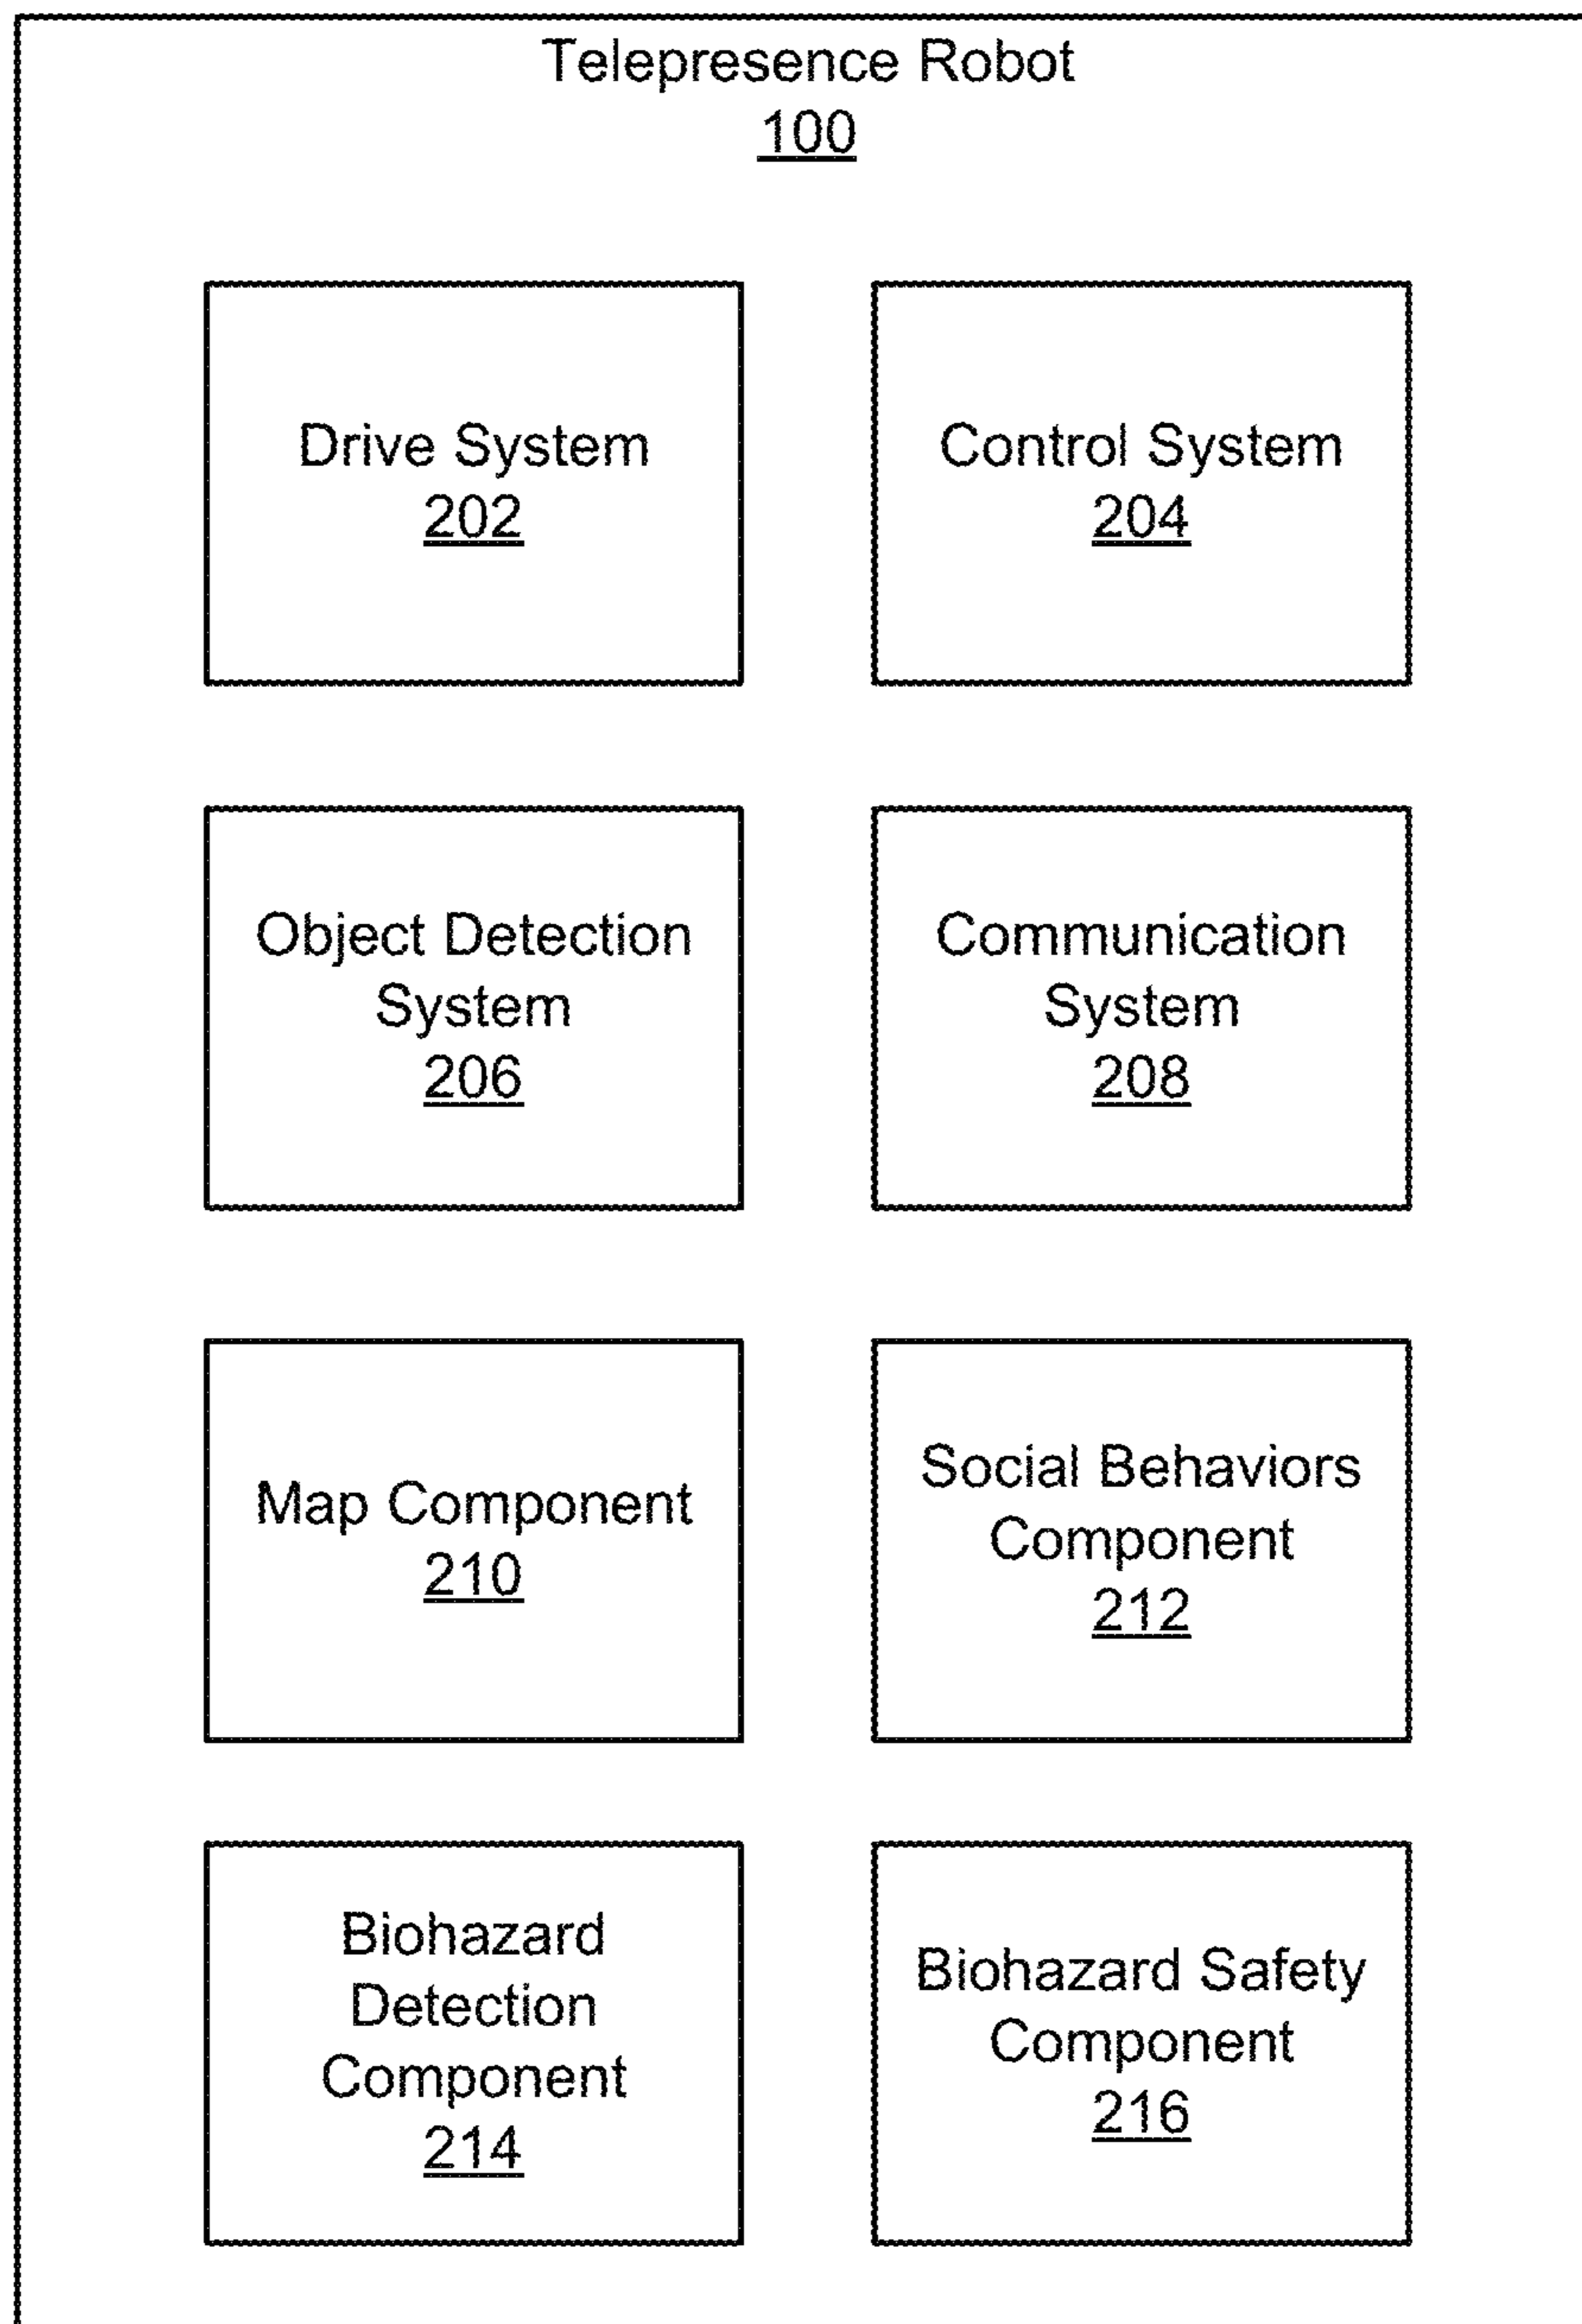 Telepresence Robot
100
Drive System
202
Control System
204
Object Detection
System
206
Communication
System
208
Map Component
210
Social Behaviors
Component
212
Biohazard
Detection
Component
214
Biohazard Safety
Component
216